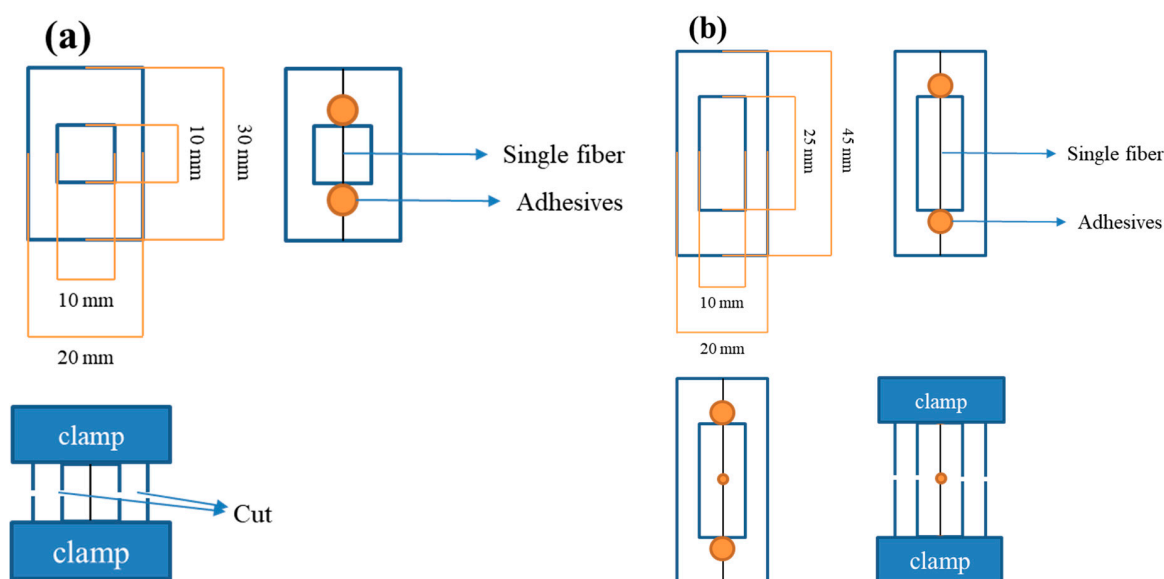 (a)
10 mm
30 mm
10 mm
20 mm
Single fiber
Adhesives
clamp
clamp
Cut
(b)
25 mm
45 mm
10 mm
20 mm
Single fiber
Adhesives
clamp
clamp